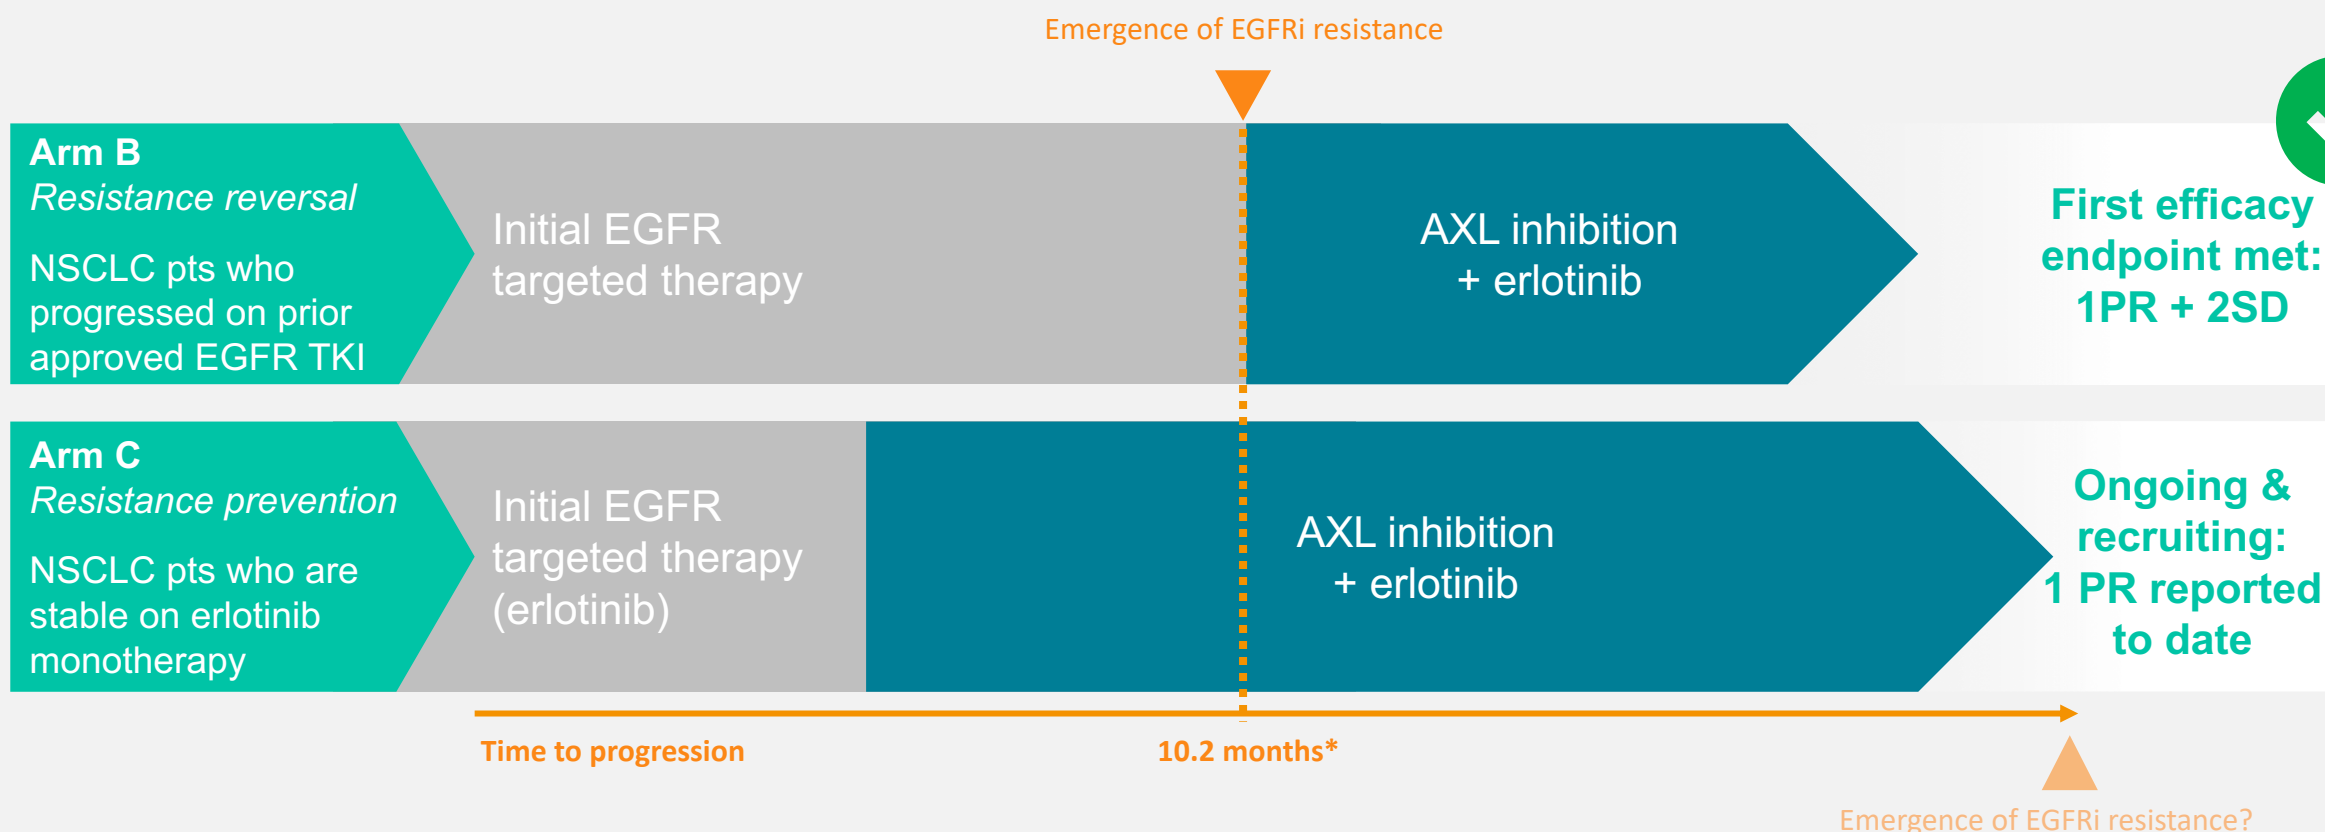 Emergence of EGFRi resistance
Arm B
Resistance reversal
NSCLC pts who
progressed on prior
approved EGFR TKI
Initial EGFR
targeted therapy
AXL inhibition
+ erlotinib
First efficacy
endpoint met:
1PR + 2SD
Arm C
Resistance prevention
NSCLC pts who are
stable on erlotinib
monotherapy
Initial EGFR
targeted therapy
(erlotinib)
AXL inhibition
+ erlotinib
Ongoing &
recruiting:
1 PR reported
to date
Time to progression
10.2 months*
Emergence of EGFRi resistance?